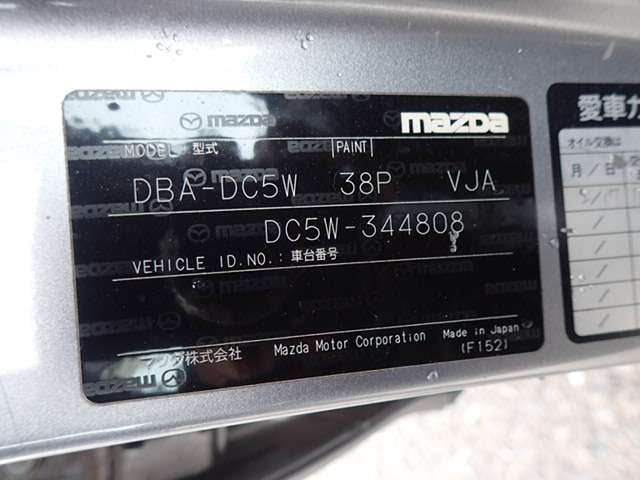 mazda
MODEL 型式 PAINT
DBA-DC5W 38P VJA
DC5W-344808
VEHICLE ID.NO.: 車台番号
マツダ株式会社 Mazda Motor Corporation Made in Japan
(F152)
愛車カ
オイル交換は
月/日